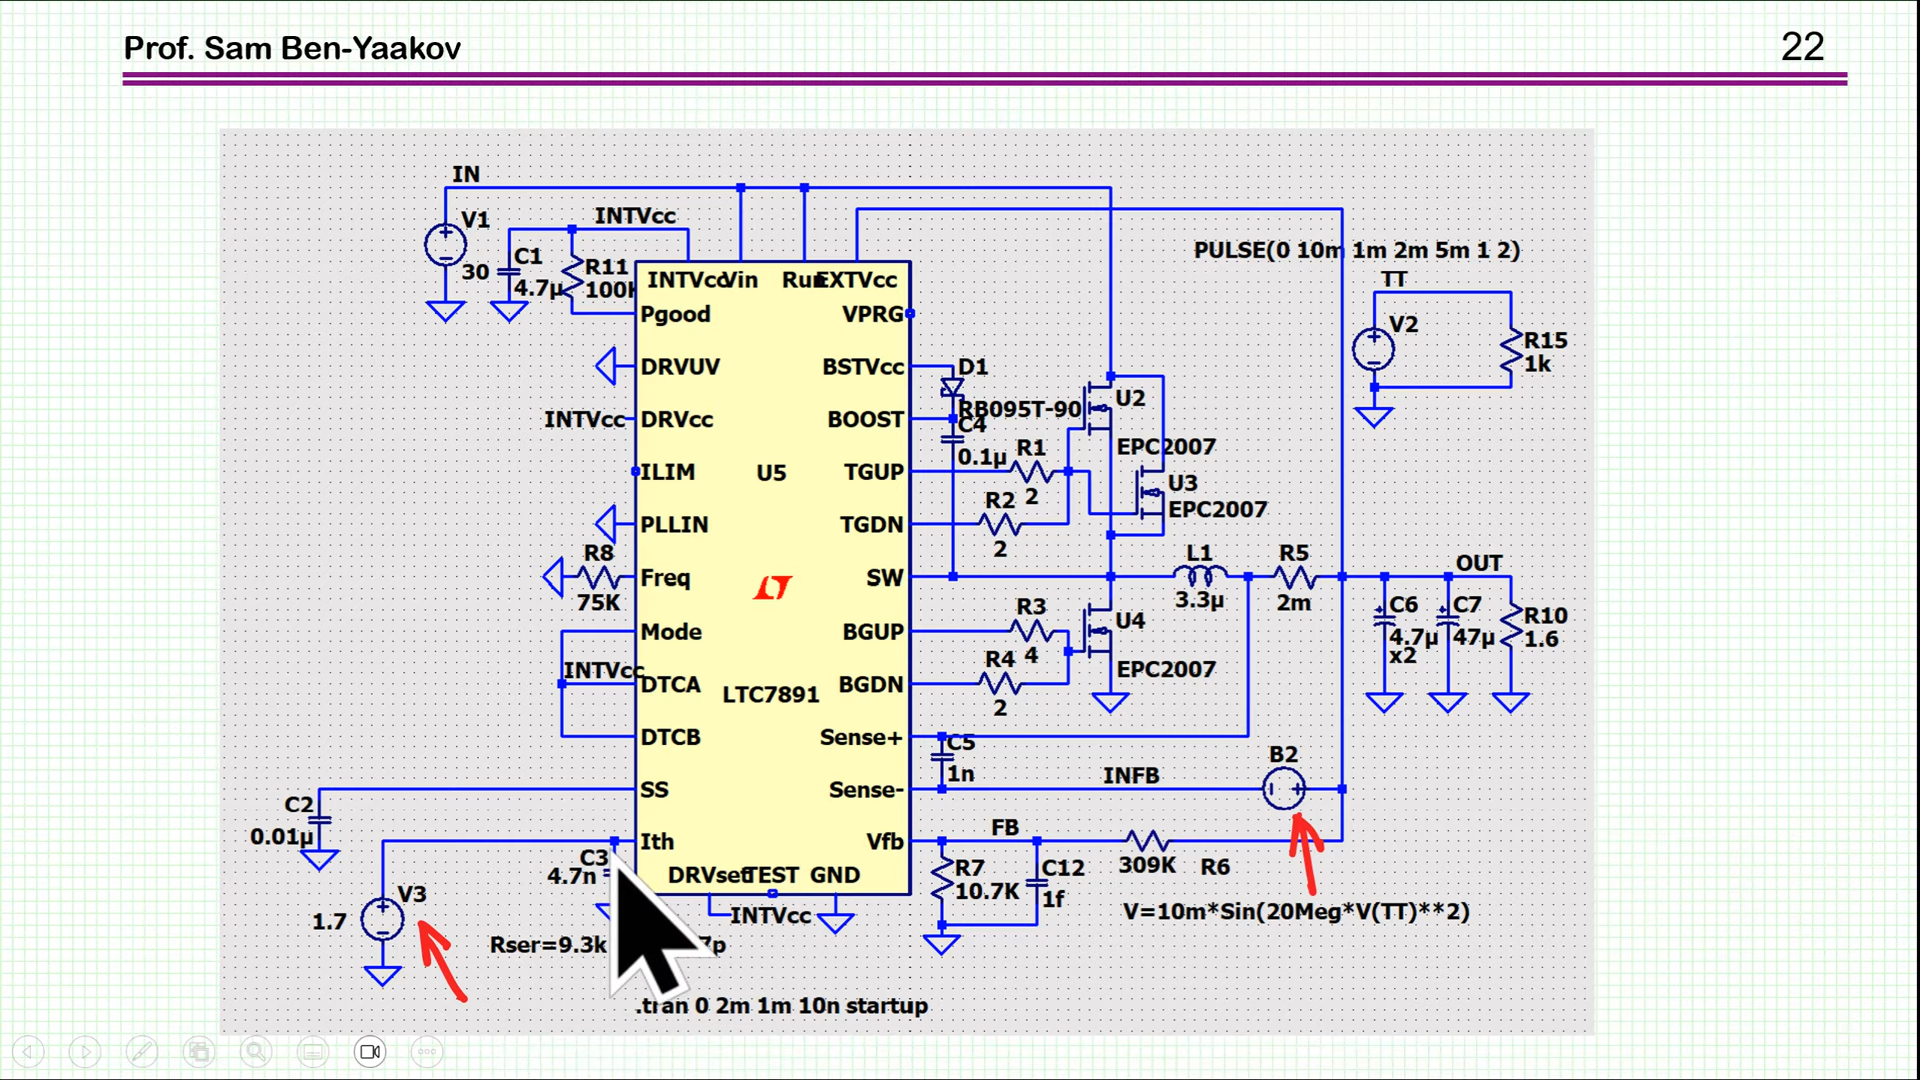 Prof. Sam Ben-Yaakov
22
IN
V1
30
INTVcc
C1
4.7µ
R11
100K
PULSE(0 10m 1m 2m 5m 1 2)
TT
V2
R15
1k
INTVcc
Vin
Run
EXTVcc
Pgood
VPRG
DRVUV
BSTVcc
D1
RB095T-90
INTVcc
DRVcc
BOOST
C4
0.1µ
U2
EPC2007
ILIM
U5
TGUP
R1
2
U3
EPC2007
PLLIN
TGDN
R2
2
R8
75K
Freq
SW
L1
3.3µ
R5
2m
OUT
C6
4.7µ
x2
C7
47µ
R10
1.6
Mode
BGUP
R3
4
U4
EPC2007
INTVcc
DTCA
LTC7891
BGDN
R4
2
DTCB
Sense+
C5
1n
SS
Sense-
INFB
B2
C2
0.01µ
Ith
Vfb
FB
C3
4.7n
DRVset
TEST
GND
R7
10.7K
C12
1f
309K
R6
V3
1.7
INTVcc
V=10m*Sin(20Meg*V(TT)**2)
Rser=9.3k
7p
.tran 0 2m 1m 10n startup